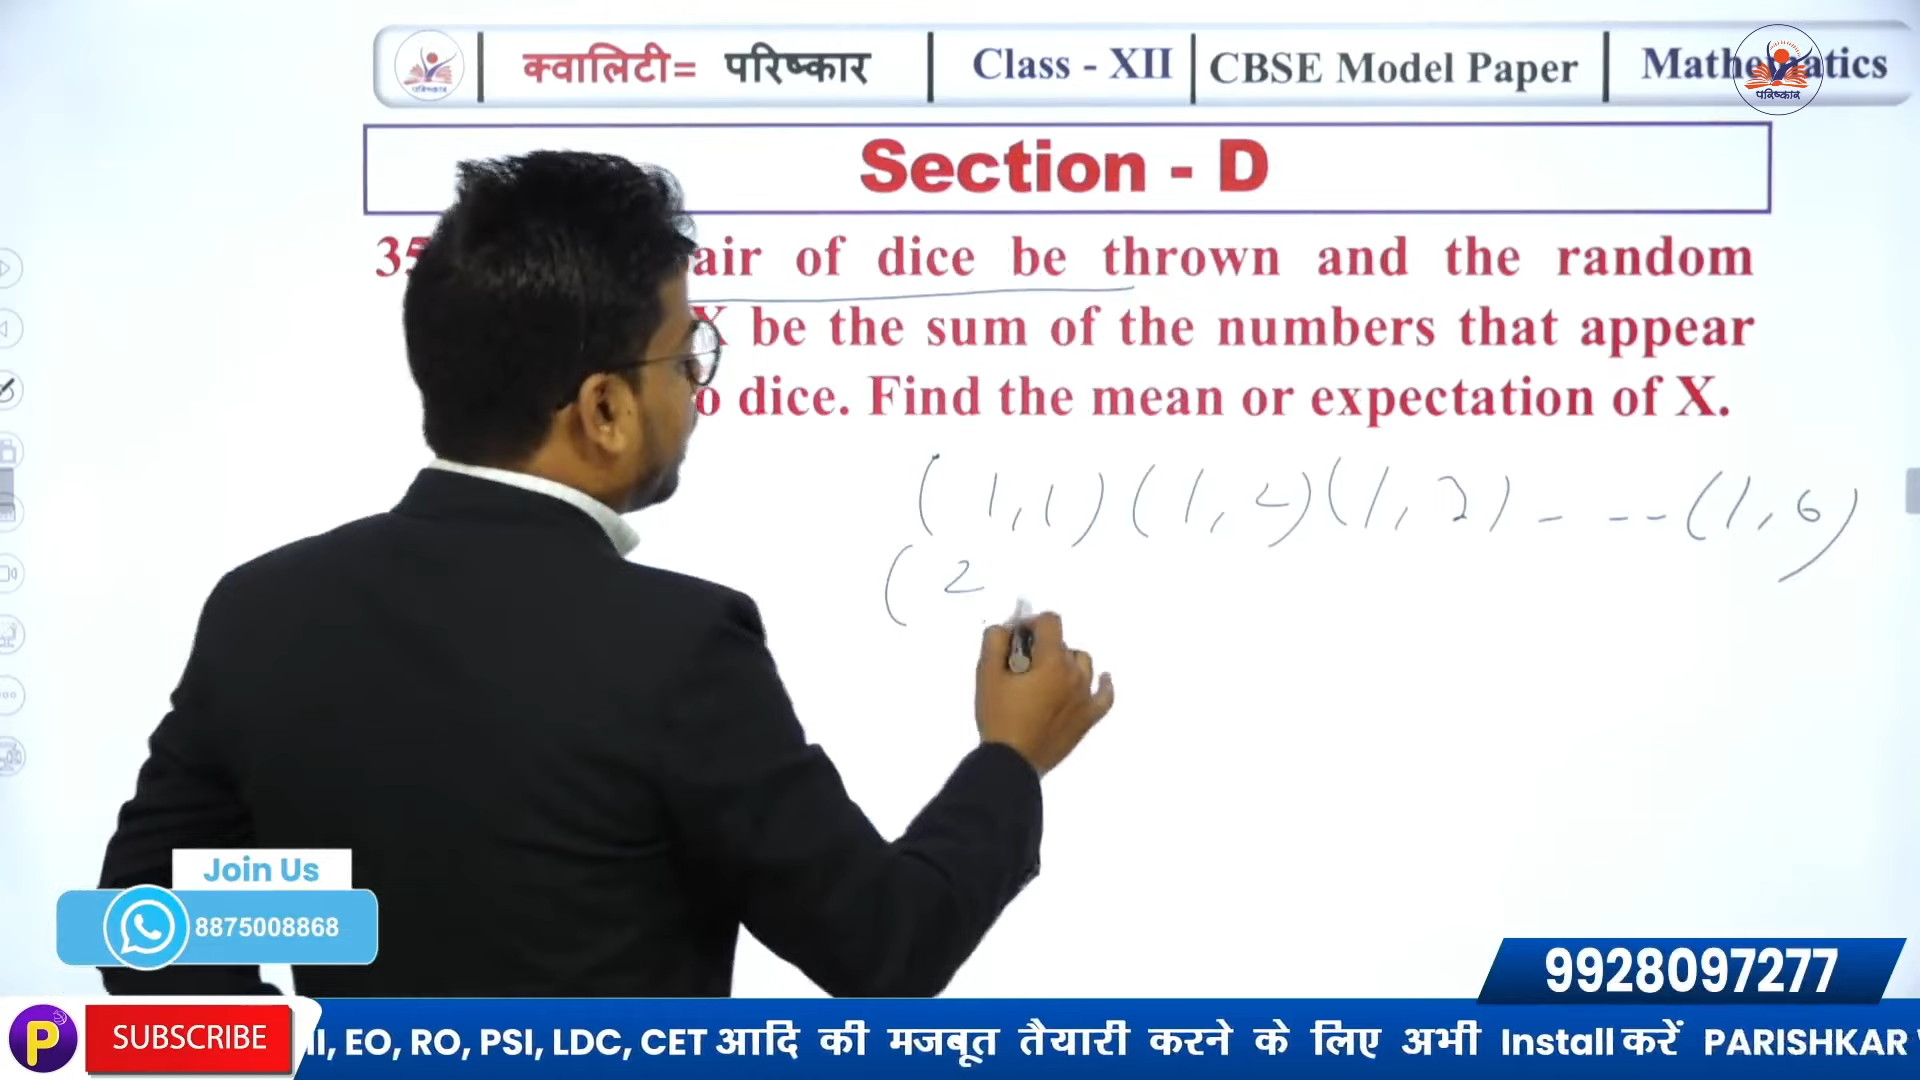 क्वालिटी= परिष्कार Class - XII CBSE Model Paper Mathematics
परिष्कार
Section - D
35 air of dice be thrown and the random
X be the sum of the numbers that appear
o dice. Find the mean or expectation of X.
(1,1) (1,2) (1,3) - -- (1,6)
(2
Join Us
8875008868
9928097277
SUBSCRIBE
I, EO, RO, PSI, LDC, CET आदि की मजबूत तैयारी करने के लिए अभी Install करें PARISHKAR